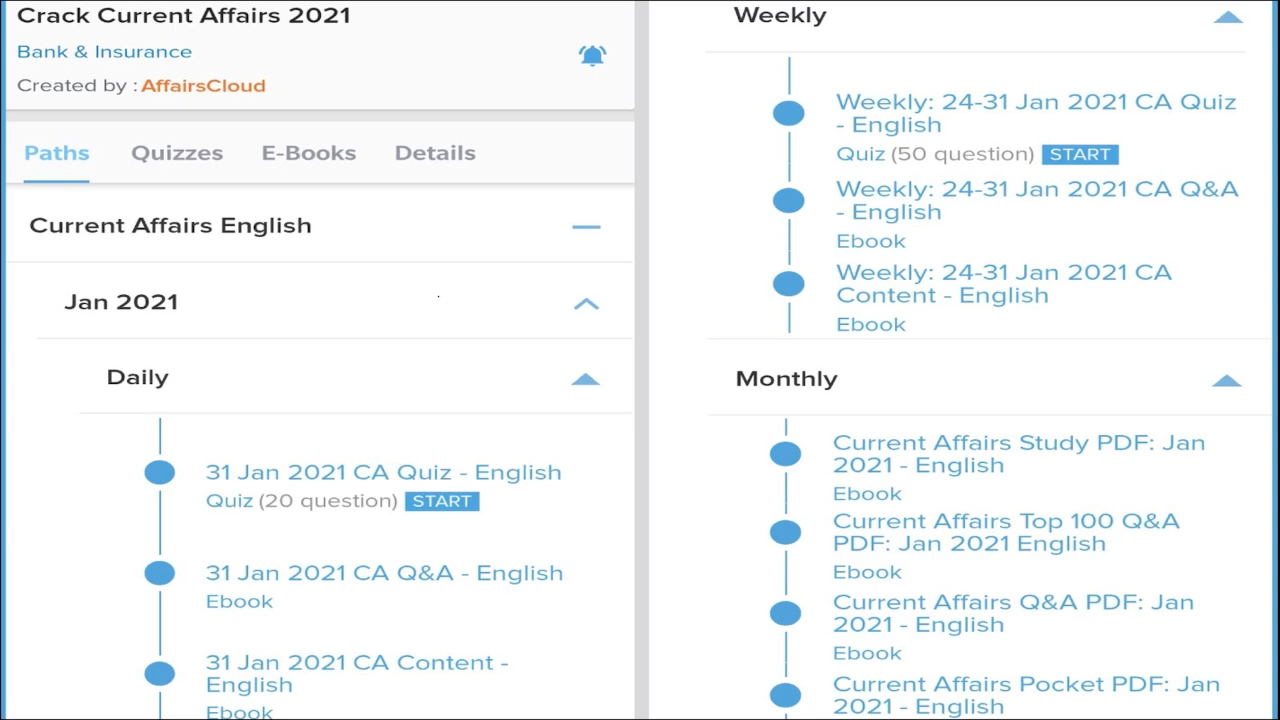 Crack Current Affairs 2021
Bank & Insurance
Created by : AffairsCloud
Paths Quizzes E-Books Details
Current Affairs English
Jan 2021
Daily
31 Jan 2021 CA Quiz - English
Quiz (20 question) START
31 Jan 2021 CA Q&A - English
Ebook
31 Jan 2021 CA Content -
English
Ebook
Weekly
Weekly: 24-31 Jan 2021 CA Quiz
- English
Quiz (50 question) START
Weekly: 24-31 Jan 2021 CA Q&A
- English
Ebook
Weekly: 24-31 Jan 2021 CA
Content - English
Ebook
Monthly
Current Affairs Study PDF: Jan
2021 - English
Ebook
Current Affairs Top 100 Q&A
PDF: Jan 2021 English
Ebook
Current Affairs Q&A PDF: Jan
2021 - English
Ebook
Current Affairs Pocket PDF: Jan
2021 - English